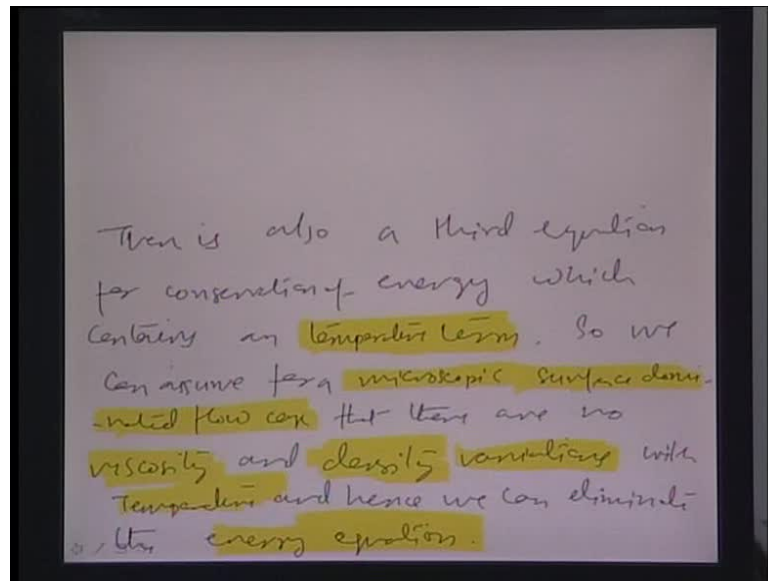 There is also a third equation
for conservation of energy which
contains an temperature term. So we
can assume for a microscopic surface domi-
-nated flow case that there are no
viscosity and density variations with
Temperature and hence we can eliminate
the energy equation.